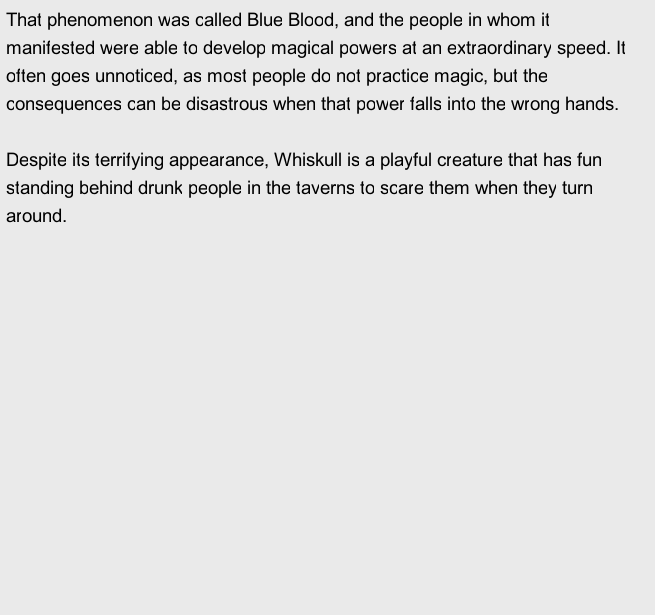 That phenomenon was called Blue Blood, and the people in whom it
manifested were able to develop magical powers at an extraordinary speed. It
often goes unnoticed, as most people do not practice magic, but the
consequences can be disastrous when that power falls into the wrong hands.

Despite its terrifying appearance, Whiskull is a playful creature that has fun
standing behind drunk people in the taverns to scare them when they turn
around.